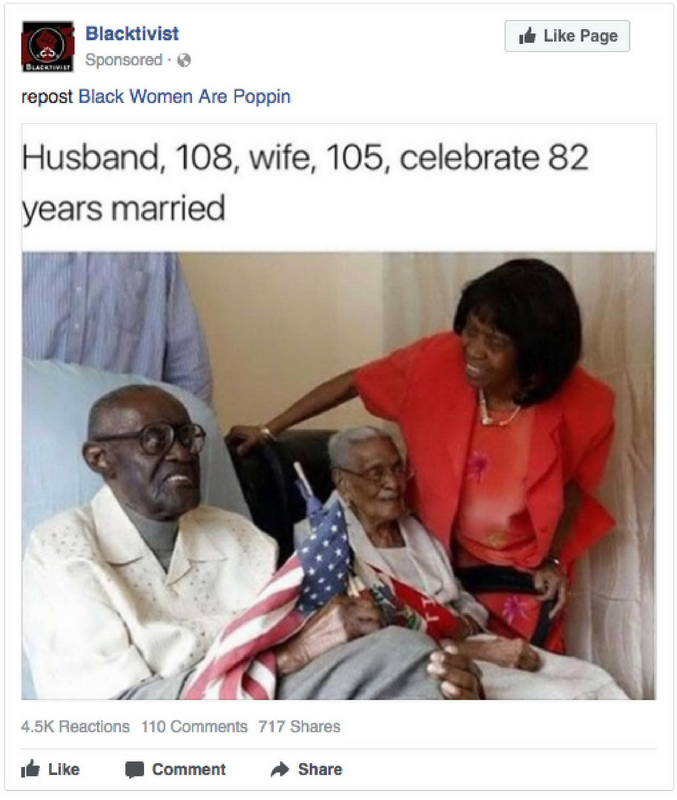 Blacktivist
Like Page
Sponsored ·
BLACKTIVIST
repost Black Women Are Poppin
Husband, 108, wife, 105, celebrate 82
years married
4.5K Reactions 110 Comments 717 Shares
Like Comment Share